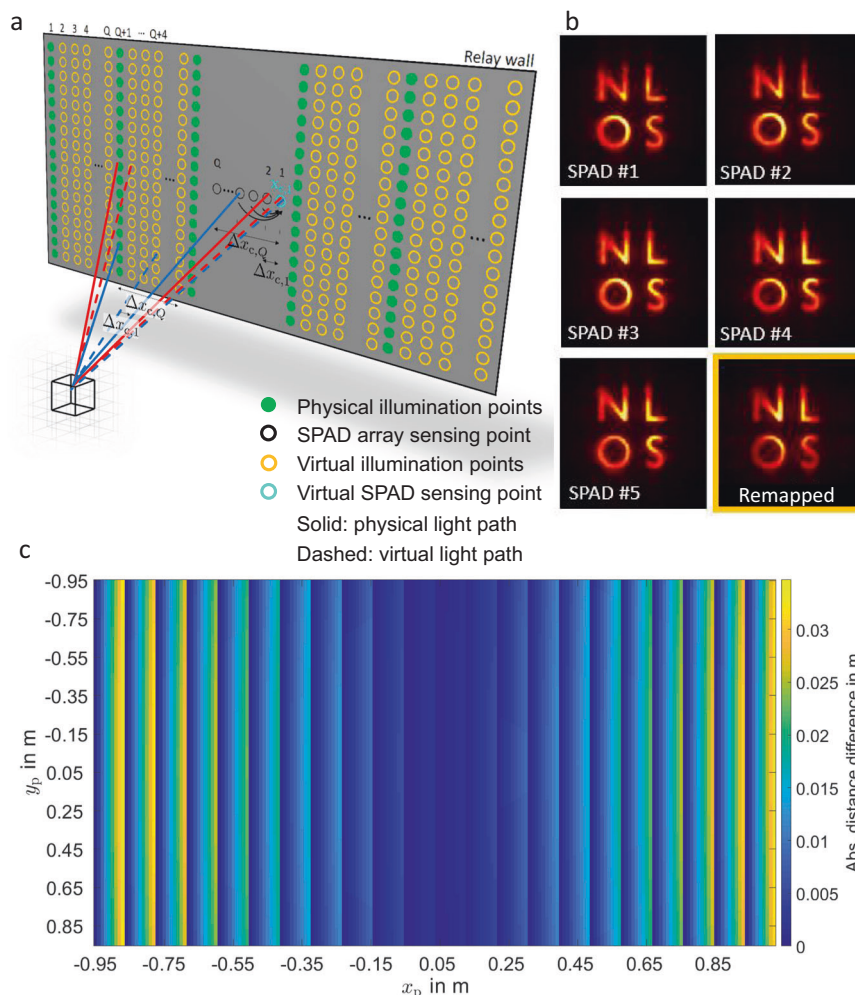 a
1 2 3 4 Q Q+1 ... Q+4
Relay wall
Q
2 1
Δx_c,Q
Δx_c,1
Δx_c,Q
Δx_c,1
Physical illumination points
SPAD array sensing point
Virtual illumination points
Virtual SPAD sensing point
Solid: physical light path
Dashed: virtual light path
b
N L
O S
SPAD #1
N L
O S
SPAD #2
N L
O S
SPAD #3
N L
O S
SPAD #4
N L
O S
SPAD #5
N L
O S
Remapped
c
-0.95
-0.75
-0.55
-0.35
-0.15
0.05
0.25
0.45
0.65
0.85
y_p in m
-0.95 -0.75 -0.55 -0.35 -0.15 0.05 0.25 0.45 0.65 0.85
x_p in m
0.03
0.025
0.02
0.015
0.01
0.005
0
Abs. distance difference in m